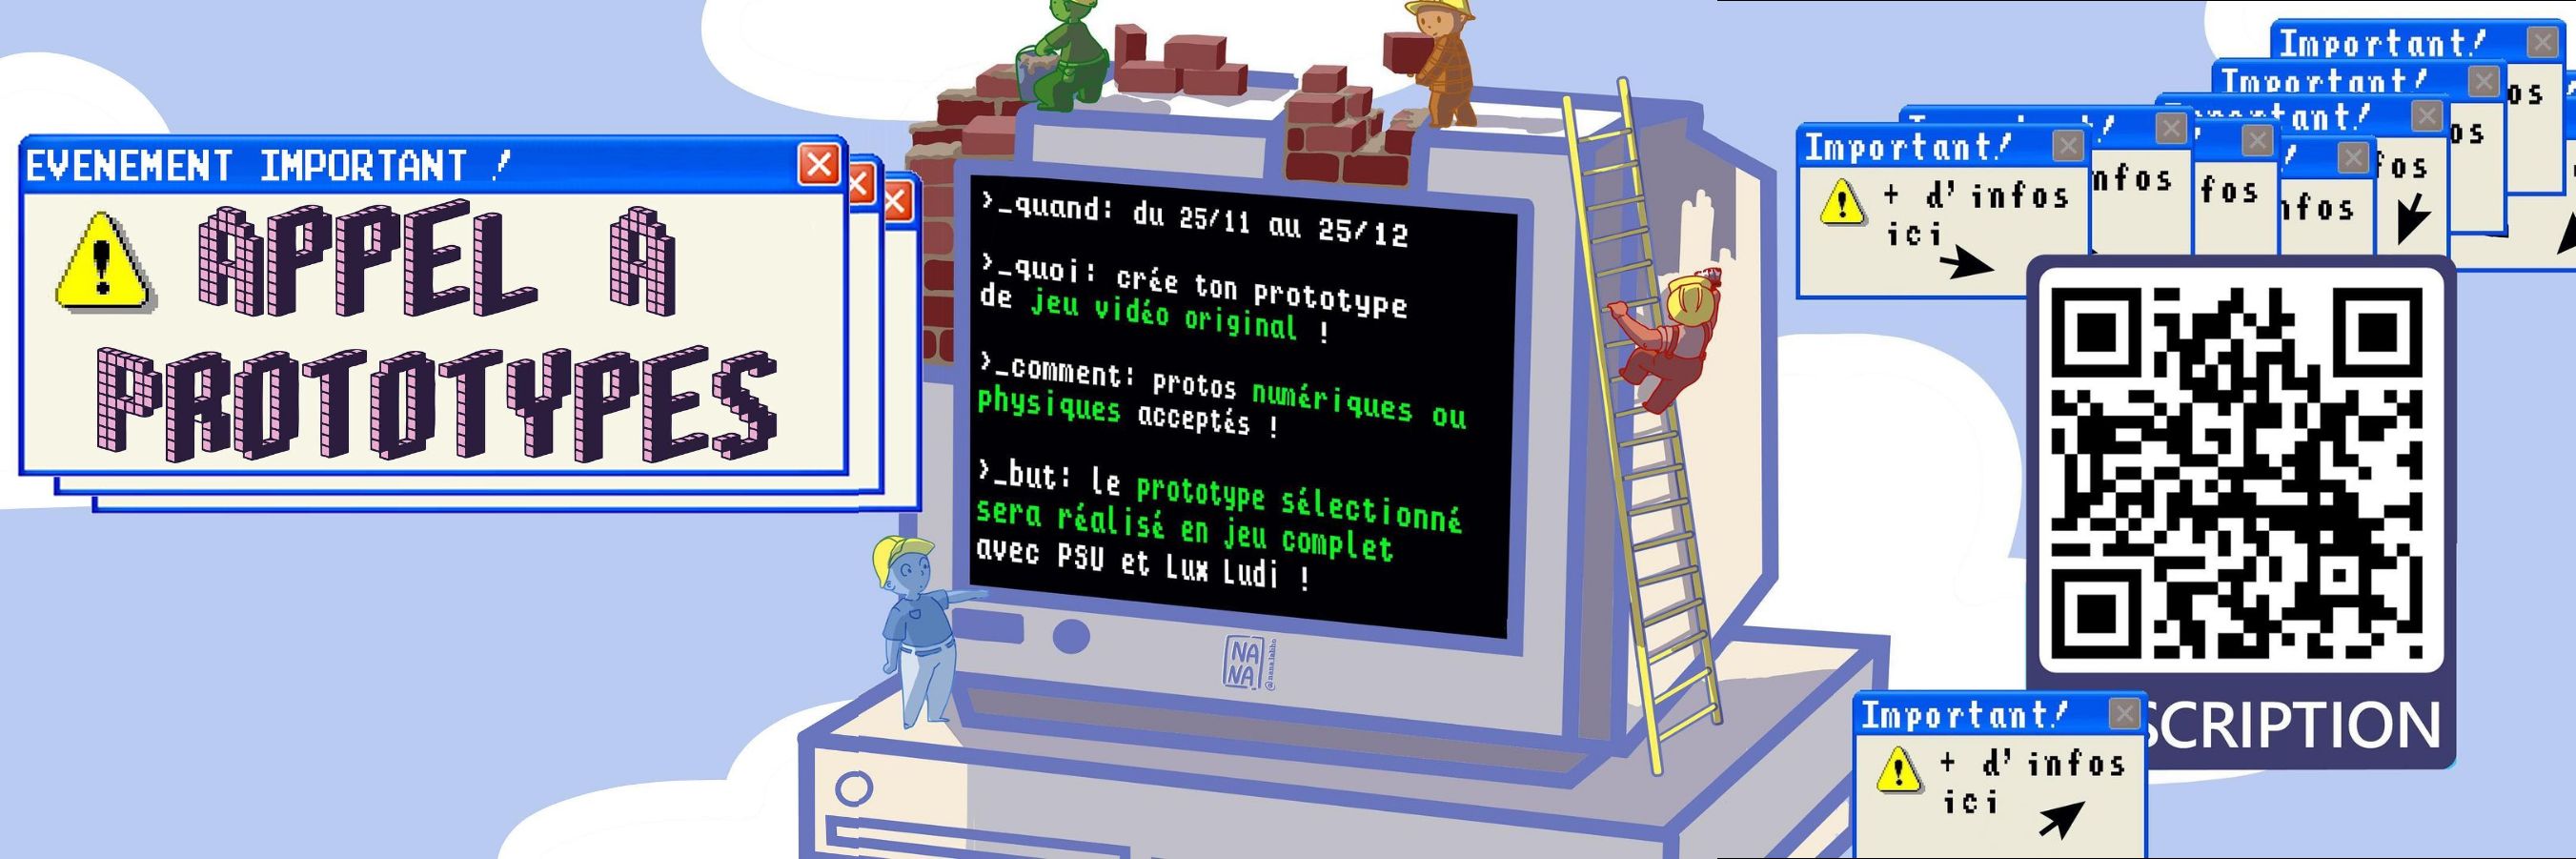 EVENEMENT IMPORTANT !
APPEL A
PROTOTYPES
>_quand: du 25/11 au 25/12
>_quoi: crée ton prototype
de jeu vidéo original !
>_comment: protos numériques ou
physiques acceptés !
>_but: le prototype sélectionné
sera réalisé en jeu complet
avec PSU et Lux Ludi !
NA
NA
Important!
Important!
Important!
Important!
+ d'infos
ici
nfos
fos
nfos
fos
os
os
SCRIPTION
Important!
+ d'infos
ici